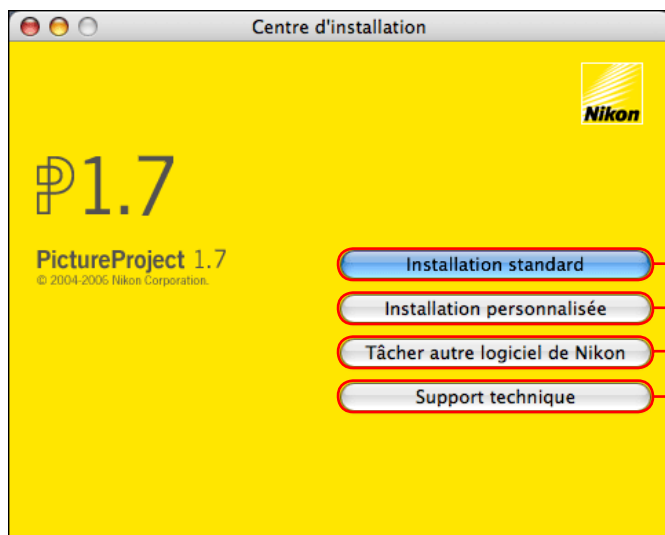 Centre d'installation
Nikon
P1.7
PictureProject 1.7
© 2004-2006 Nikon Corporation.
Installation standard
Installation personnalisée
Tâcher autre logiciel de Nikon
Support technique